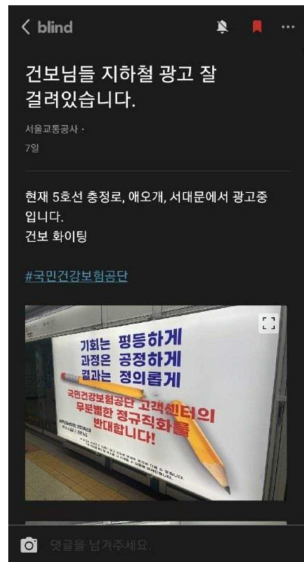 blind
건보님들 지하철 광고 잘
걸려있습니다.
서울교통공사 ·
7일
현재 5호선 충정로, 애오개, 서대문에서 광고중
입니다.
건보 화이팅
#국민건강보험공단
기회는 평등하게
과정은 공정하게
결과는 정의롭게
국민건강보험공단 고객센터의
무분별한 정규직화를
반대합니다!
댓글을 남겨주세요.